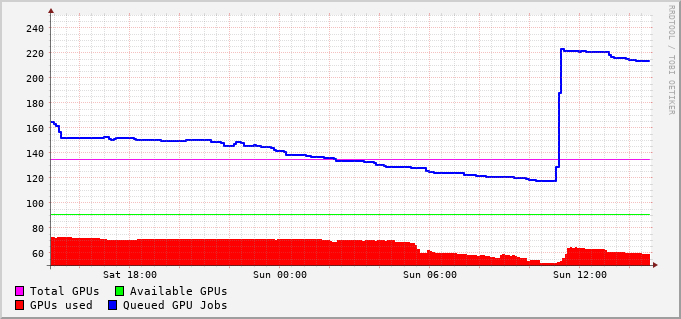 240
220
200
180
160
140
120
100
80
60
Sat 18:00 Sun 00:00 Sun 06:00 Sun 12:00
Total GPUs Available GPUs
GPUs used Queued GPU Jobs
RRDTOOL / TOBI OETIKER